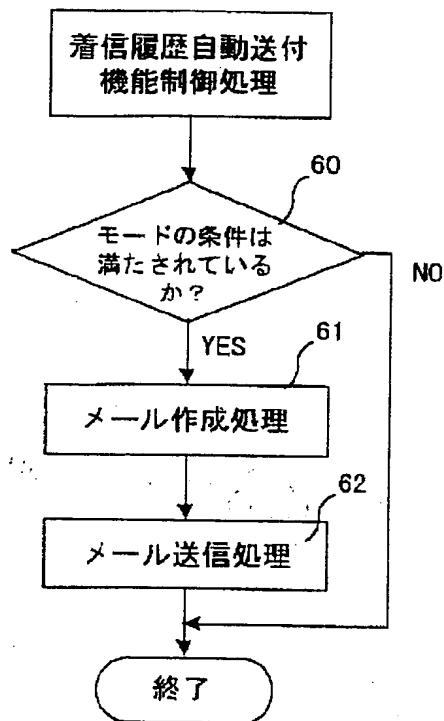 着信履歴自動送付
機能制御処理
60
モードの条件は
満たされている
か？
NO
YES
61
メール作成処理
62
メール送信処理
終了